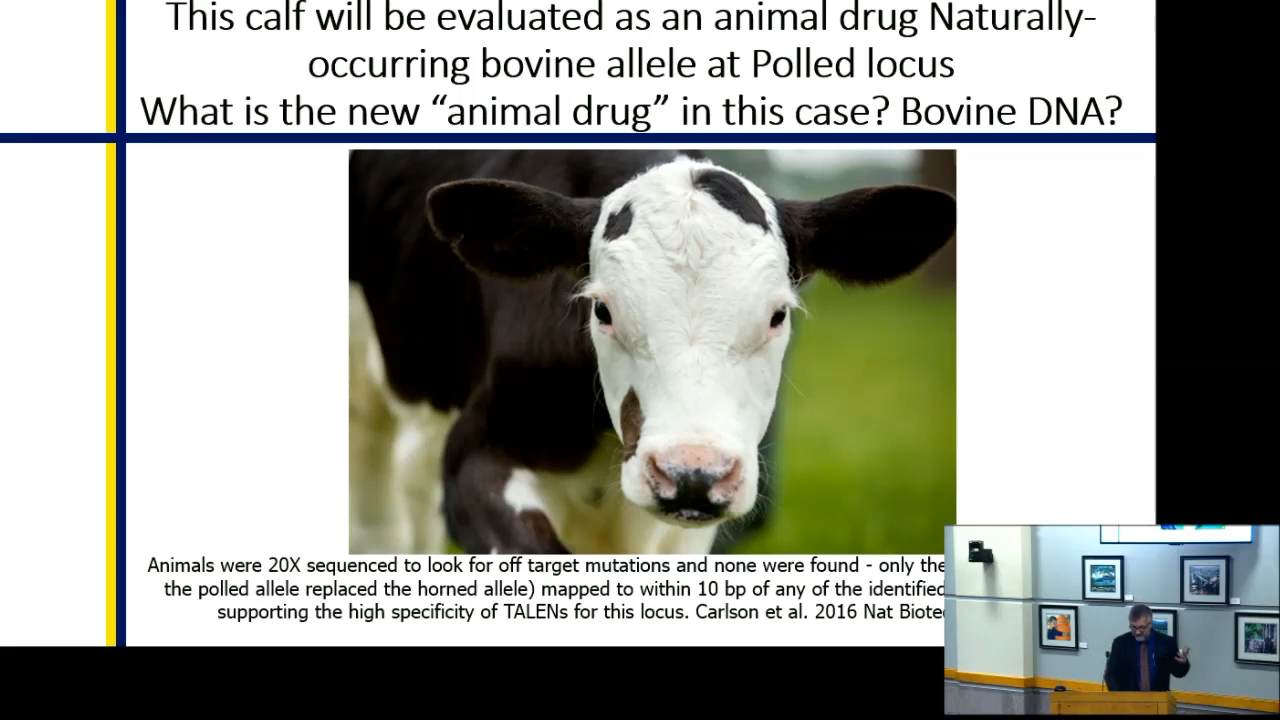 This calf will be evaluated as an animal drug Naturally-
occurring bovine allele at Polled locus
What is the new “animal drug” in this case? Bovine DNA?
Animals were 20X sequenced to look for off target mutations and none were found - only the
the polled allele replaced the horned allele) mapped to within 10 bp of any of the identified
supporting the high specificity of TALENs for this locus. Carlson et al. 2016 Nat